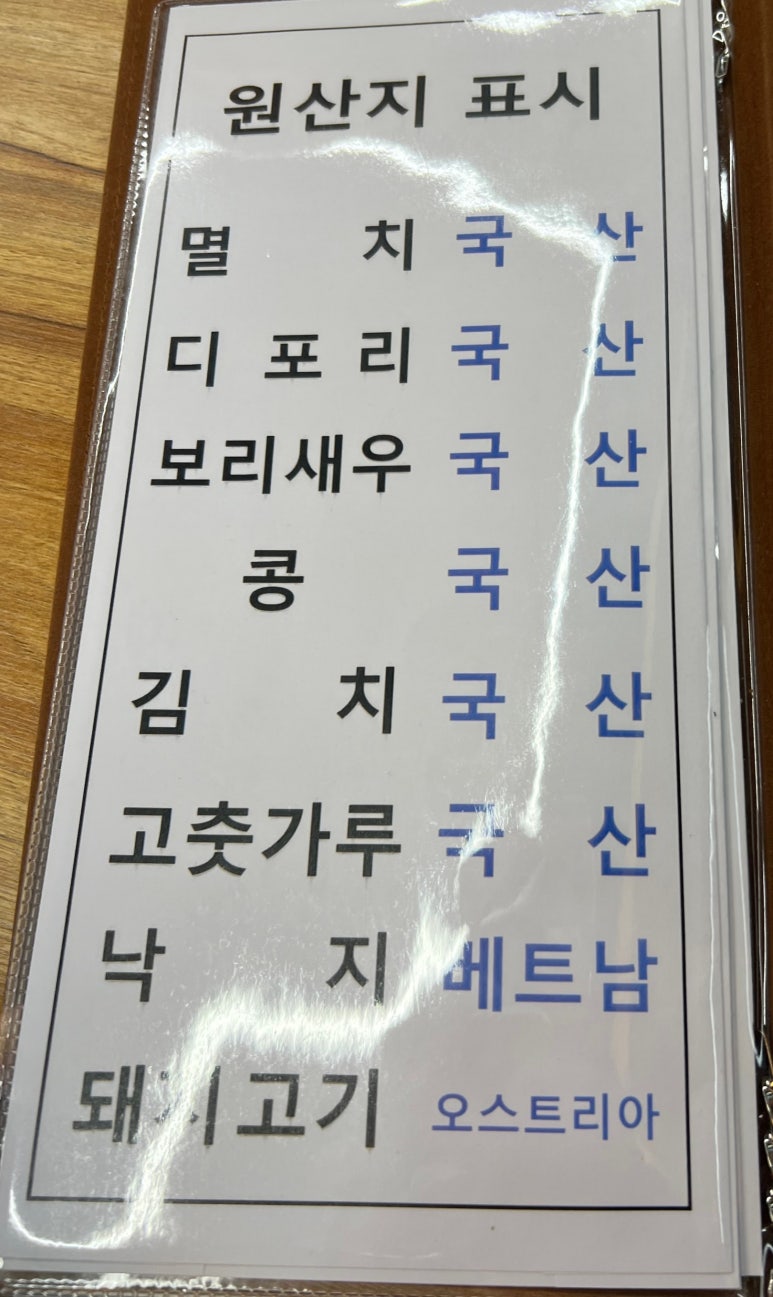 원산지 표시
멸치 국산
디포리 국산
보리새우 국산
콩 국산
김치 국산
고춧가루 국산
낙지 베트남
돼지고기 오스트리아